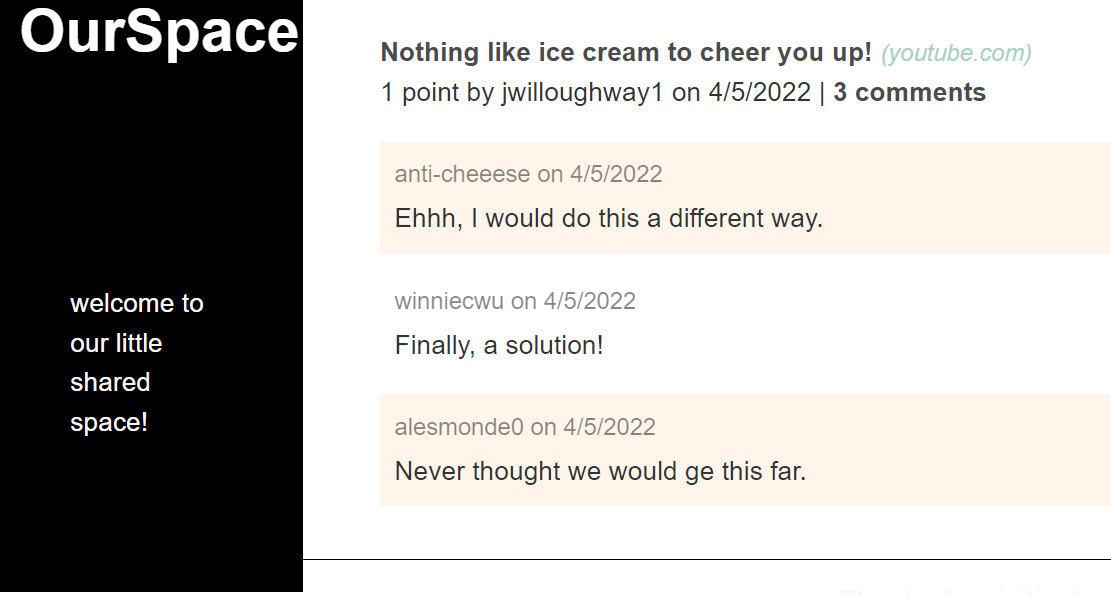 OurSpace
welcome to
our little
shared
space!
Nothing like ice cream to cheer you up! (youtube.com)
1 point by jwilloughway1 on 4/5/2022 | 3 comments
anti-cheeese on 4/5/2022
Ehhh, I would do this a different way.
winniecwu on 4/5/2022
Finally, a solution!
alesmonde0 on 4/5/2022
Never thought we would ge this far.